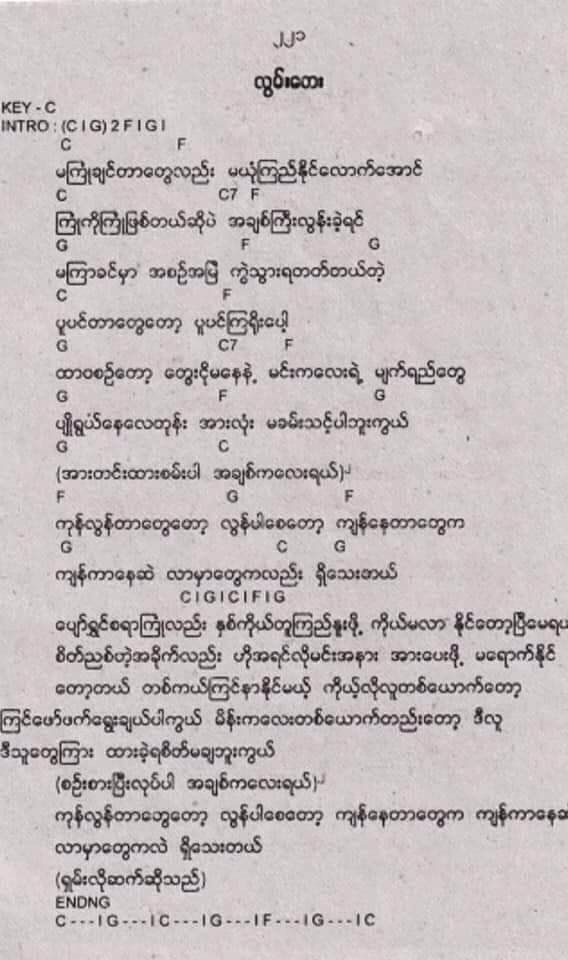 ၂၂၁
လွမ်းတေး
KEY - C
INTRO : (C I G) 2 F I G I
C F
မကြုံချင်တာတွေလည်း မယုံကြည်နိုင်လောက်အောင်
C C7 F
ကြုံကိုကြုံဖြစ်တယ်ဆိုပဲ အချစ်ကြီးလွန်းခဲ့ရင်
G F G
မကြာခင်မှာ အစဉ်အမြဲ ကွဲသွားရတတ်တယ်တဲ့
C F
ပူပင်တာတွေတော့ ပူပင်ကြရိုးပေါ့
G C7 F
ထာဝစဉ်တော့ တွေးငိုမနေနဲ့ မင်းကလေးရဲ့ မျက်ရည်တွေ
G F G
ပျိုရွယ်နေလေတုန်း အားလုံး မခမ်းသင့်ပါဘူးကွယ်
G C
(အားတင်းထားစမ်းပါ အချစ်ကလေးရယ်)၂
F G F
ကုန်လွန်တာတွေတော့ လွန်ပါစေတော့ ကျန်နေတာတွေက
G C G
ကျန်ကာနေဆဲ လာမှာတွေကလည်း ရှိသေးတယ်
C I G I C I F I G
ပျော်ရွှင်စရာကြုံလည်း နှစ်ကိုယ်တူကြည်နူးဖို့ ကိုယ်မလာ နိုင်တော့ပြီမေရယ
စိတ်ညစ်တဲ့အခိုက်လည်း ဟိုအရင်လိုမင်းအနား အားပေးဖို့ မရောက်နိုင်
တော့တယ် တစ်ကယ်ကြင်နာနိုင်မယ့် ကိုယ့်လိုလူတစ်ယောက်တော့
ကြင်ဖော်ဖက်ရွေးချယ်ပါကွယ် မိန်းကလေးတစ်ယောက်တည်းတော့ ဒီလူ
ဒီသူတွေကြား ထားခဲ့ရစိတ်မချဘူးကွယ်
(စဉ်းစားပြီးလုပ်ပါ အချစ်ကလေးရယ်)၂
ကုန်လွန်တာတွေတော့ လွန်ပါစေတော့ ကျန်နေတာတွေက ကျန်ကာနေဆဲ
လာမှာတွေကလဲ ရှိသေးတယ်
(ရှမ်းလိုဆက်ဆိုသည်)
ENDNG
C - - - I G - - - I C - - - I G - - - I F - - - I G - - - I C